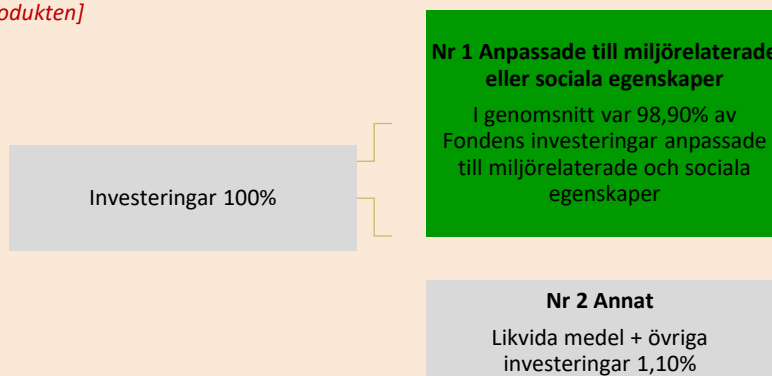 odukten]
Nr 1 Anpassade till miljörelaterade
eller sociala egenskaper
I genomsnitt var 98,90% av
Fondens investeringar anpassade
till miljörelaterade och sociala
egenskaper
Investeringar 100%
Nr 2 Annat
Likvida medel + övriga
investeringar 1,10%